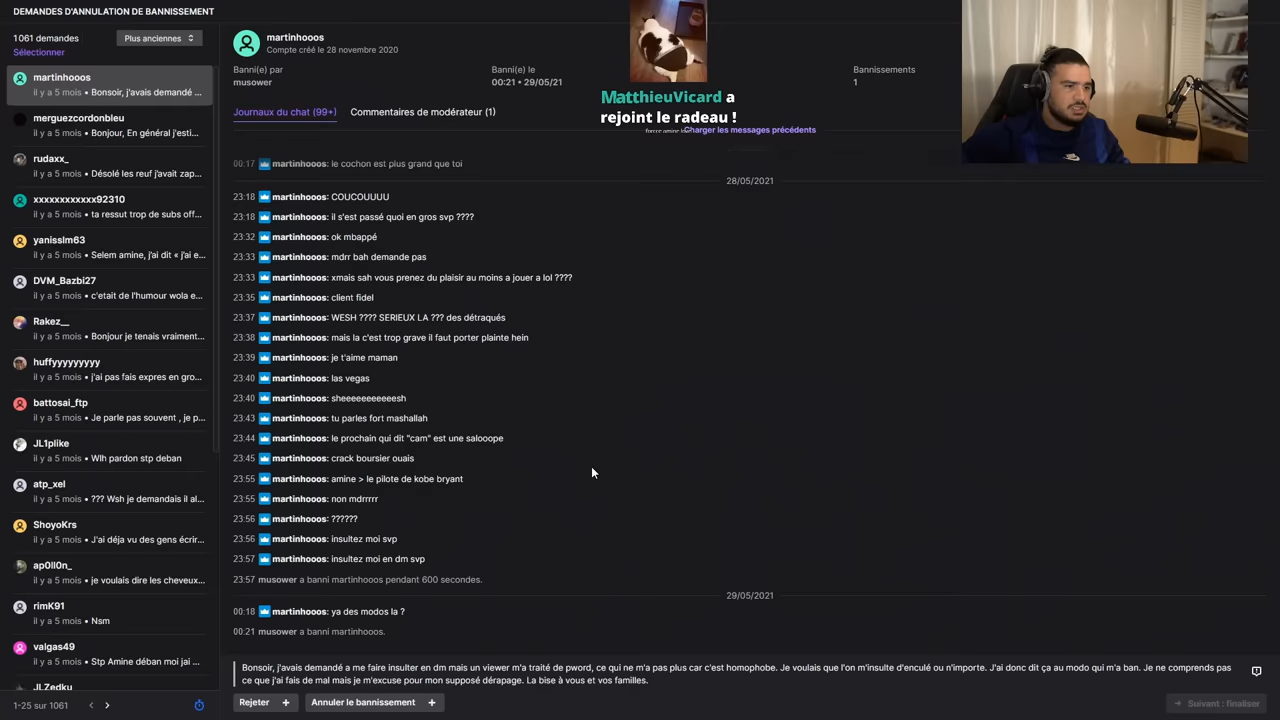 DEMANDES D'ANNULATION DE BANNISSEMENT
1061 demandes
Plus anciennes
Sélectionner
martinhooos
il y a 5 mois • Bonsoir, j'avais demandé ...
merguezcordonbleu
il y a 5 mois • Bonjour, En général j'esti...
rudaxx_
il y a 5 mois • Désolé les reuf j'avait zap...
xxxxxxxxxxxx92310
il y a 5 mois • ta ressut trop de subs off...
yanisslm63
il y a 5 mois • Selem amine, j'ai dit « j'ai e...
DVM_Bazbi27
il y a 5 mois • c'etait de l'humour wola e...
Rakez__
il y a 5 mois • Bonjour je tenais vraiment...
huffyyyyyyyyy
il y a 5 mois • j'ai pas fais expres en gro...
battosai_ftp
il y a 5 mois • Je parle pas souvent , je p...
JL1plike
il y a 5 mois • Wlh pardon stp deban
atp_xel
il y a 5 mois • ??? Wsh je demandais il al...
ShoyoKrs
il y a 5 mois • J'ai déja vu des gens écrir...
ap0ll0n_
il y a 5 mois • je voulais dire les cheveux...
rimK91
il y a 5 mois • Nsm
valgas49
il y a 5 mois • Stp Amine déban moi jai ...
JLZedku
1-25 sur 1061
martinhooos
Compte créé le 28 novembre 2020
Banni(e) par
musower
Banni(e) le
00:21 • 29/05/21
Bannissements
1
Journaux du chat (99+)
Commentaires de modérateur (1)
MatthieuVicard a
rejoint le radeau !
Charger les messages précédents
00:17 martinhooos: le cochon est plus grand que toi
28/05/2021
23:18 martinhooos: COUCOUUUU
23:18 martinhooos: il s'est passé quoi en gros svp ????
23:32 martinhooos: ok mbappé
23:33 martinhooos: mdrr bah demande pas
23:33 martinhooos: xmais sah vous prenez du plaisir au moins a jouer a lol ????
23:35 martinhooos: client fidel
23:37 martinhooos: WESH ???? SERIEUX LA ??? des détraqués
23:38 martinhooos: mais la c'est trop grave il faut porter plainte hein
23:39 martinhooos: je t'aime maman
23:40 martinhooos: las vegas
23:40 martinhooos: sheeeeeeeeeesh
23:43 martinhooos: tu parles fort mashallah
23:44 martinhooos: le prochain qui dit "cam" est une salooope
23:45 martinhooos: crack boursier ouais
23:55 martinhooos: amine > le pilote de kobe bryant
23:55 martinhooos: non mdrrrrr
23:56 martinhooos: ??????
23:56 martinhooos: insultez moi svp
23:57 martinhooos: insultez moi en dm svp
23:57 musower a banni martinhooos pendant 600 secondes.
29/05/2021
00:18 martinhooos: ya des modos la ?
00:21 musower a banni martinhooos.
Bonsoir, j'avais demandé a me faire insulter en dm mais un viewer m'a traité de pword, ce qui ne m'a pas plus car c'est homophobe. Je voulais que l'on m'insulte d'enculé ou n'importe. J'ai donc dit ça au modo qui m'a ban. Je ne comprends pas
ce que j'ai fais de mal mais je m'excuse pour mon supposé dérapage. La bise à vous et vos familles.
Rejeter +
Annuler le bannissement +
Suivant : finaliser